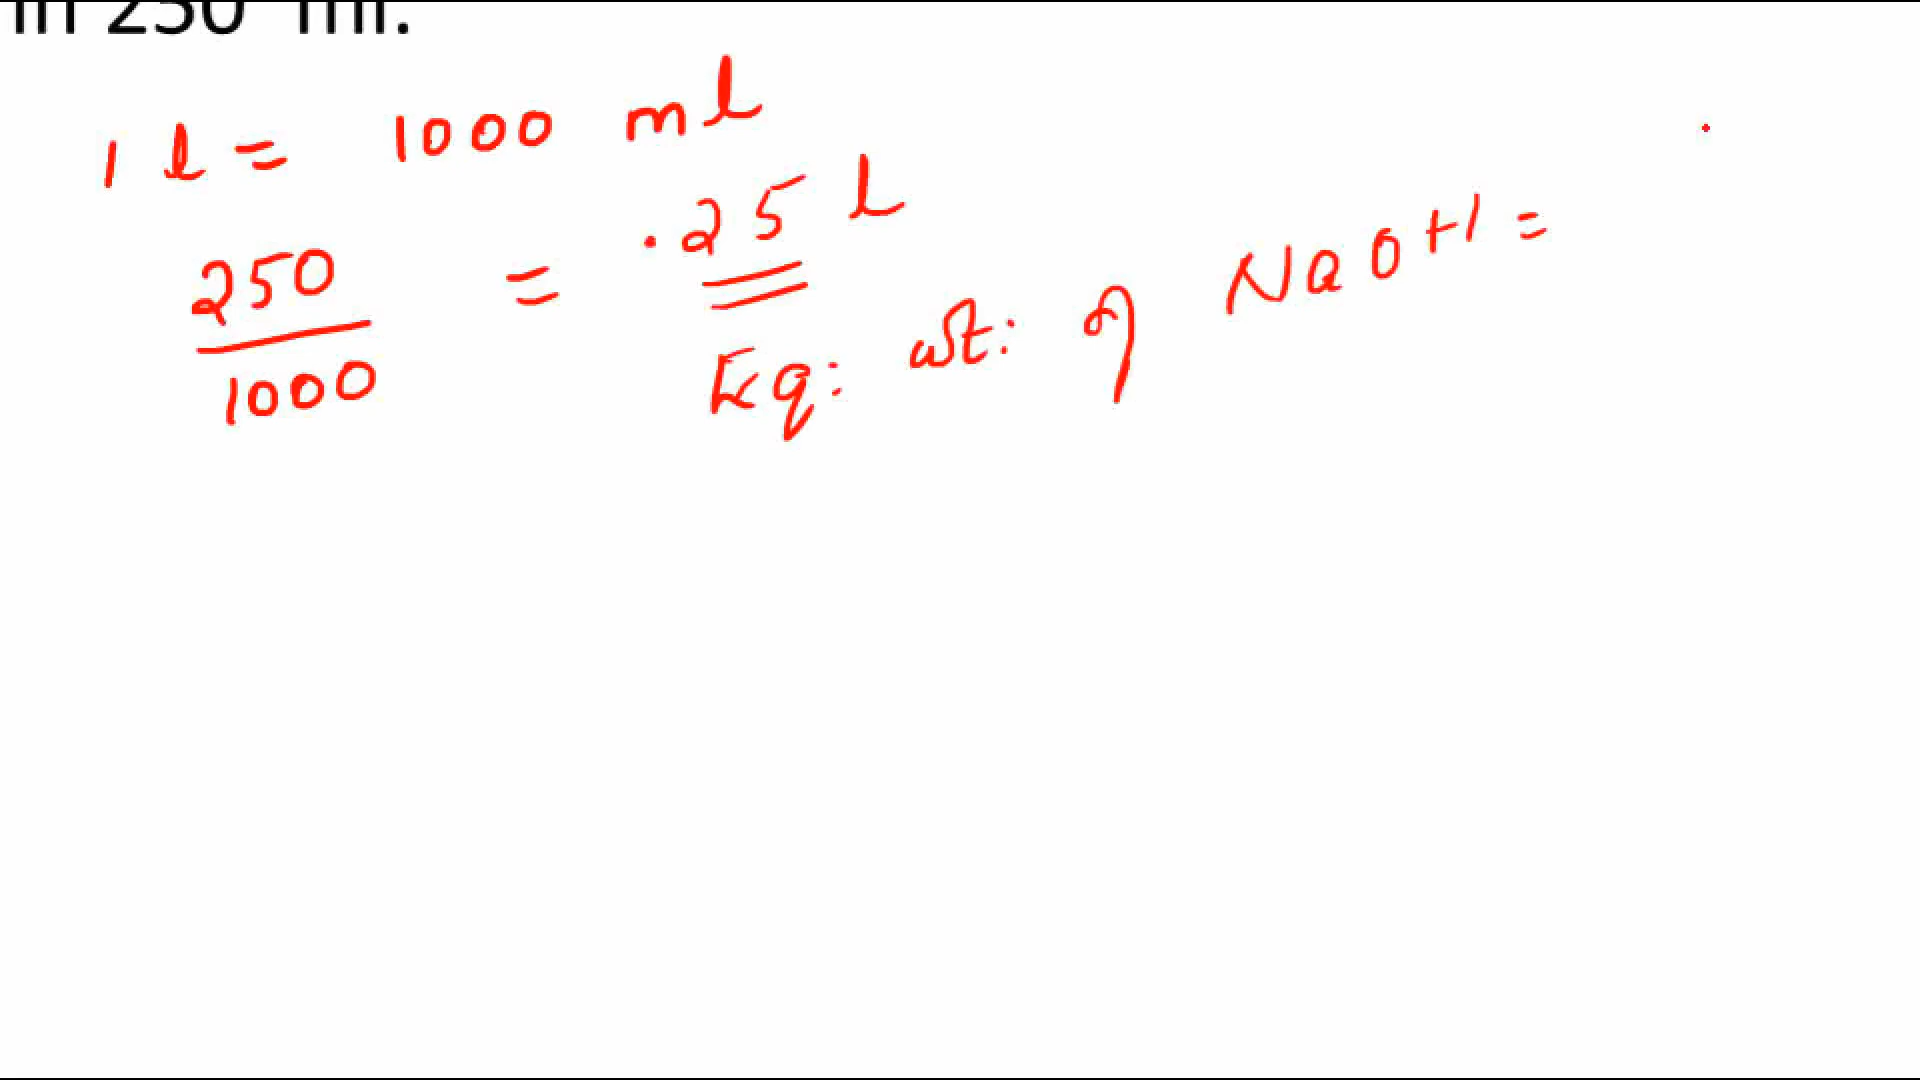 in 250 ml.
1 l = 1000 ml
250/1000 = .25 l
Eq: wt: of NaOH =